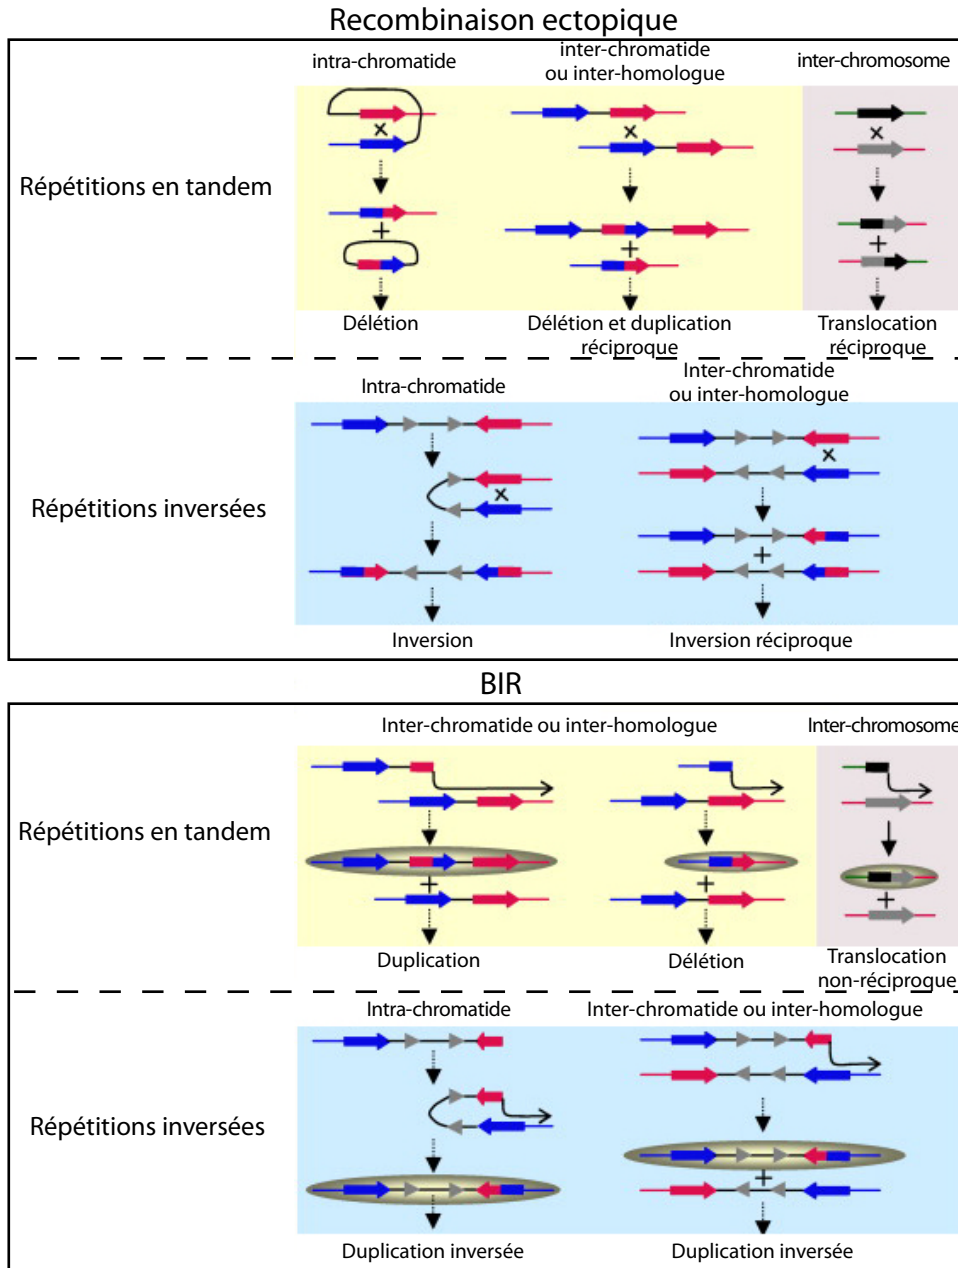 Recombinaison ectopique
intra-chromatide
inter-chromatide
ou inter-homologue
inter-chromosome
Répétitions en tandem
Délétion
Délétion et duplication
réciproque
Translocation
réciproque
Intra-chromatide
Inter-chromatide
ou inter-homologue
Répétitions inversées
Inversion
Inversion réciproque
BIR
Inter-chromatide ou inter-homologue
Inter-chromosome
Répétitions en tandem
Duplication
Délétion
Translocation
non-réciproque
Intra-chromatide
Inter-chromatide ou inter-homologue
Répétitions inversées
Duplication inversée
Duplication inversée